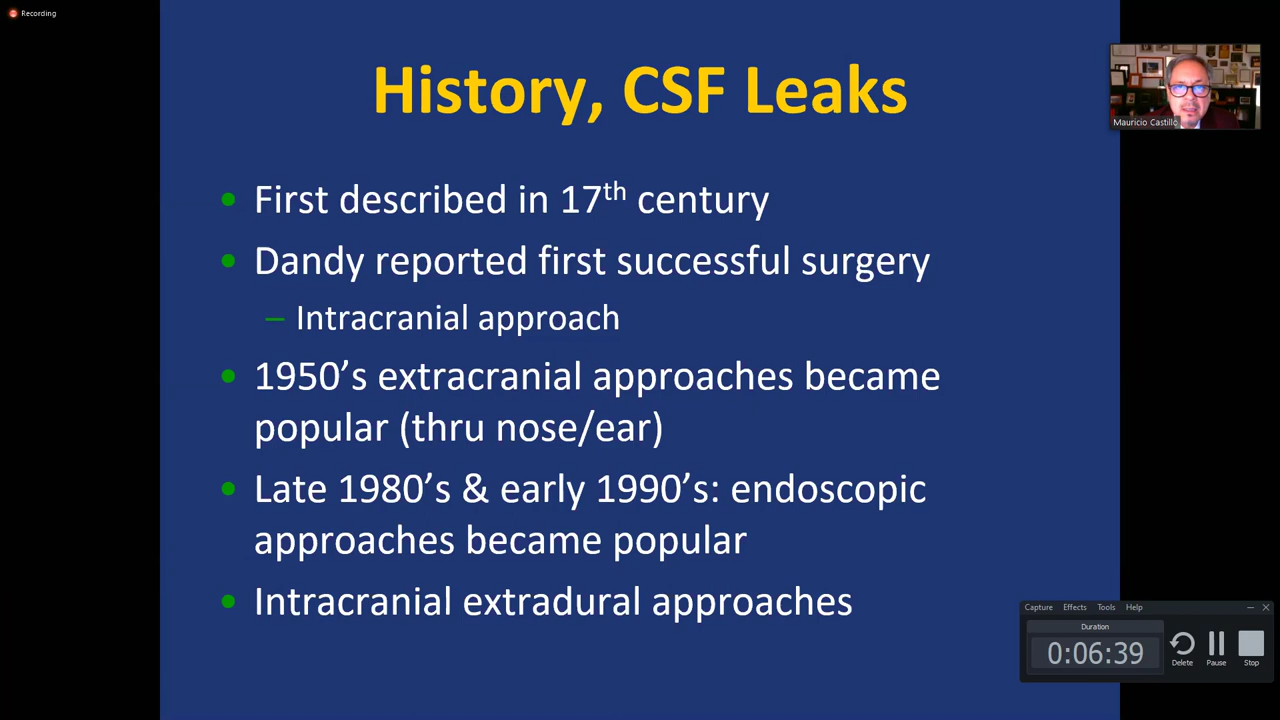 Recording
History, CSF Leaks
Mauricio Castillo
• First described in 17th century
• Dandy reported first successful surgery
– Intracranial approach
• 1950’s extracranial approaches became
popular (thru nose/ear)
• Late 1980’s & early 1990’s: endoscopic
approaches became popular
• Intracranial extradural approaches
Capture Effects Tools Help
Duration
0:06:39
Delete Pause Stop